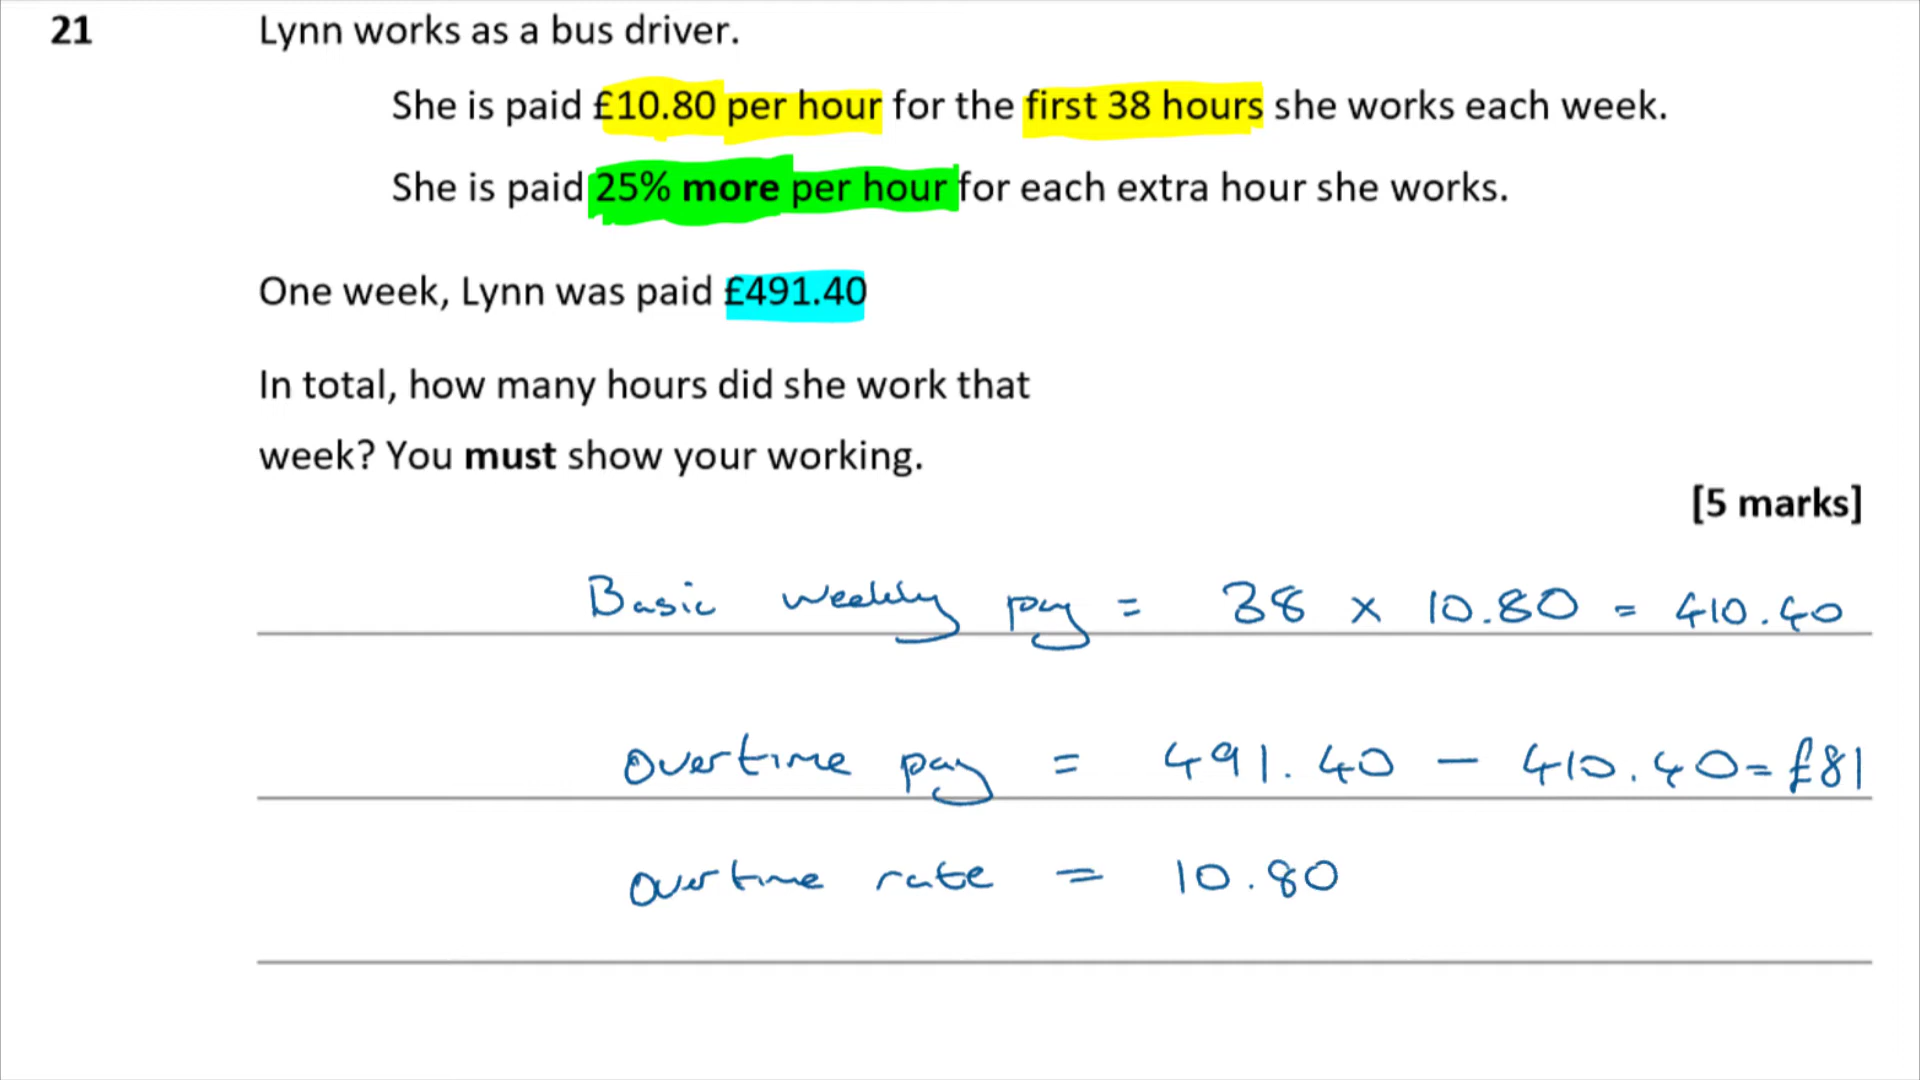 21 Lynn works as a bus driver.
She is paid £10.80 per hour for the first 38 hours she works each week.
She is paid 25% more per hour for each extra hour she works.
One week, Lynn was paid £491.40
In total, how many hours did she work that
week? You must show your working.
[5 marks]
Basic weekly pay = 38 x 10.80 = 410.40
Overtime pay = 491.40 - 410.40 = £81
Overtime rate = 10.80